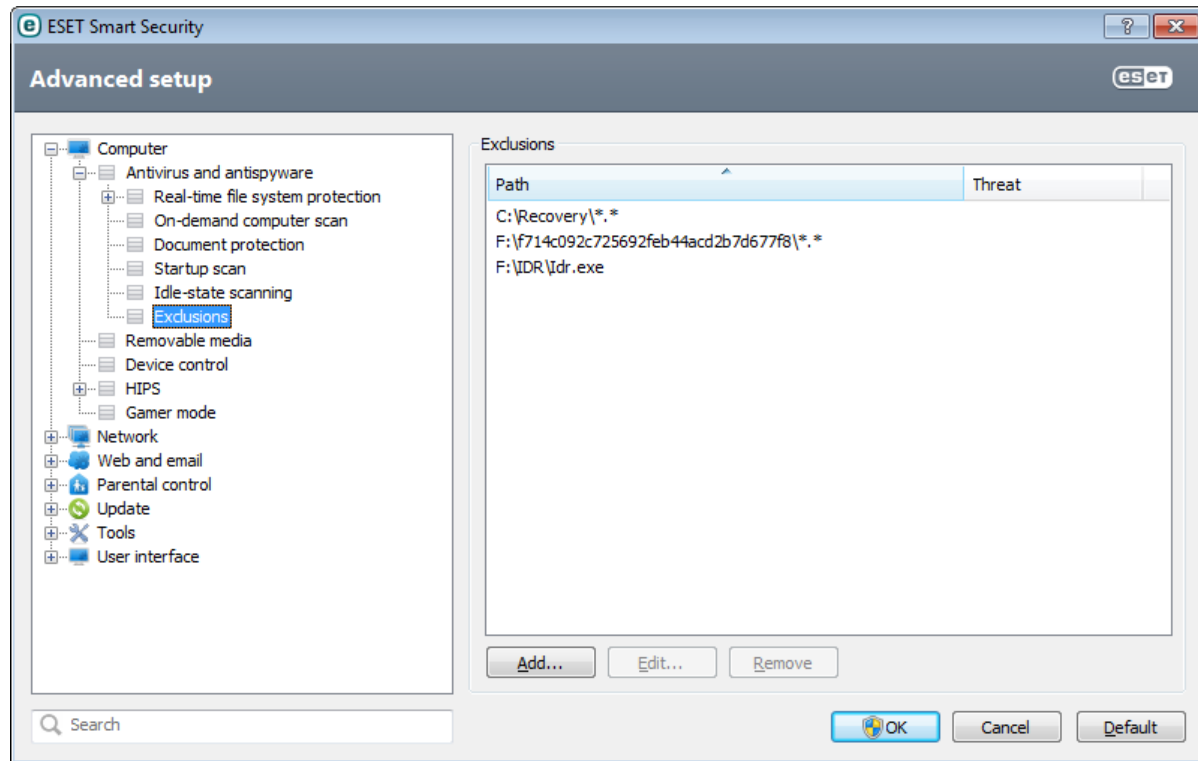 e ESET Smart Security
?
Advanced setup
eseT
Computer
Antivirus and antispyware
Real-time file system protection
On-demand computer scan
Document protection
Startup scan
Idle-state scanning
Exclusions
Removable media
Device control
HIPS
Gamer mode
Network
Web and email
Parental control
Update
Tools
User interface
Search
Exclusions
Path Threat
C:\Recovery\*.*
F:\f714c092c725692feb44acd2b7d677f8\*.*
F:\IDR\Idr.exe
Add... Edit... Remove
OK Cancel Default